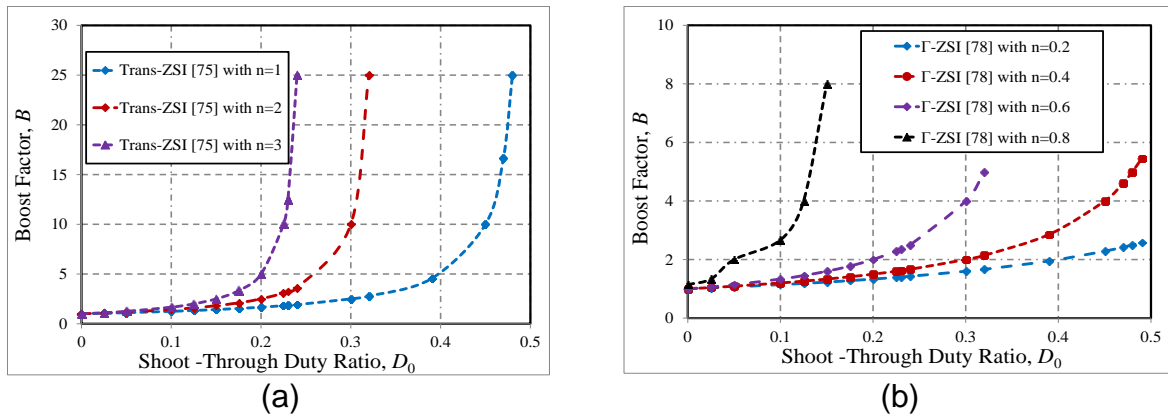 30
25
20
15
10
5
0
Boost Factor, B
Trans-ZSI [75] with n=1
Trans-ZSI [75] with n=2
Trans-ZSI [75] with n=3
0 0.1 0.2 0.3 0.4 0.5
Shoot -Through Duty Ratio, D0
(a)
10
8
6
4
2
0
Boost Factor, B
Γ-ZSI [78] with n=0.2
Γ-ZSI [78] with n=0.4
Γ-ZSI [78] with n=0.6
Γ-ZSI [78] with n=0.8
0 0.1 0.2 0.3 0.4 0.5
Shoot -Through Duty Ratio, D0
(b)